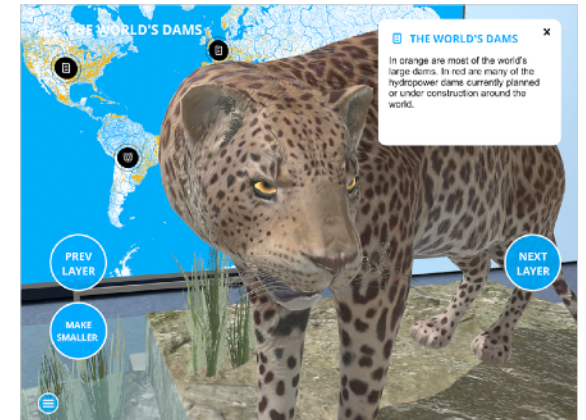 THE WORLD'S DAMS
X
THE WORLD'S DAMS
In orange are most of the world's
large dams. In red are many of the
hydropower dams currently planned
or under construction around the
world.
PREV
LAYER
NEXT
LAYER
MAKE
SMALLER